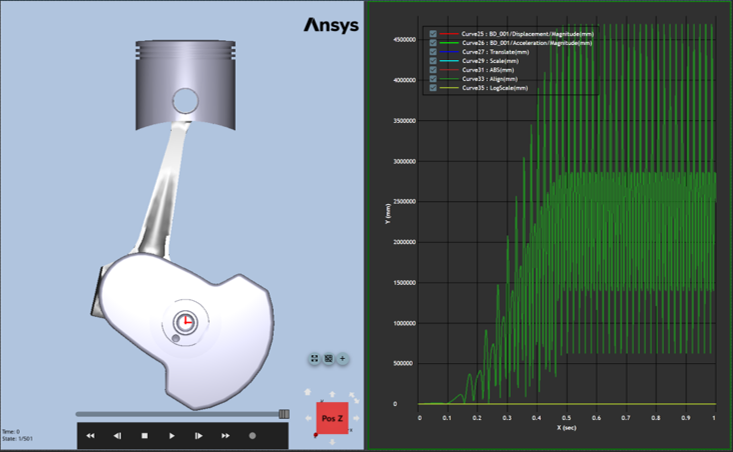 Ansys
Curve25 : BD_001/Displacement/Magnitude(mm)
Curve26 : BD_001/Acceleration/Magnitude(mm)
Curve27 : Translate(mm)
Curve29 : Scale(mm)
Curve31 : ABS(mm)
Curve33 : Align(mm)
Curve35 : LogScale(mm)
4500000
4000000
3500000
3000000
2500000
2000000
1500000
1000000
500000
0
Y (mm)
0 0.1 0.2 0.3 0.4 0.5 0.6 0.7 0.8 0.9 1
X (sec)
Pos Z
Time: 0
State: 1/501